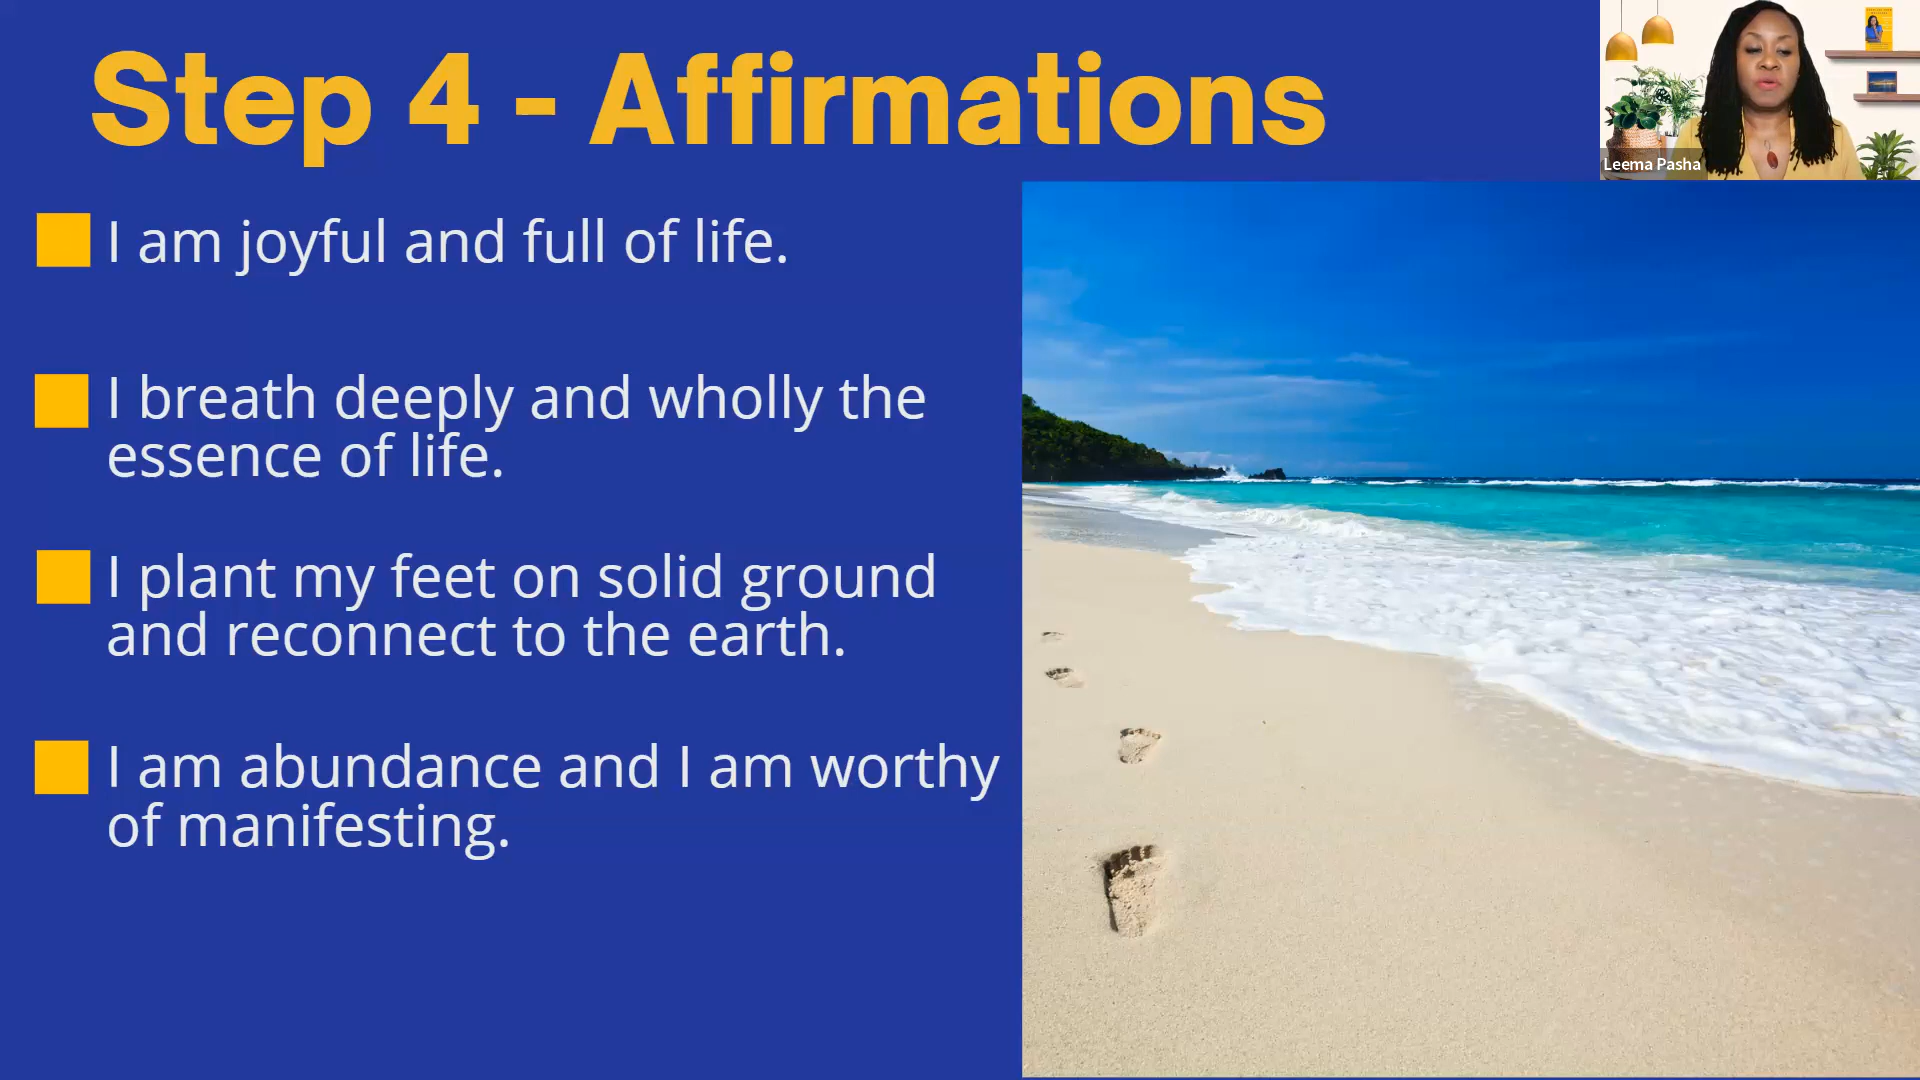 Step 4 - Affirmations
Leema Pasha
I am joyful and full of life.
I breath deeply and wholly the
essence of life.
I plant my feet on solid ground
and reconnect to the earth.
I am abundance and I am worthy
of manifesting.